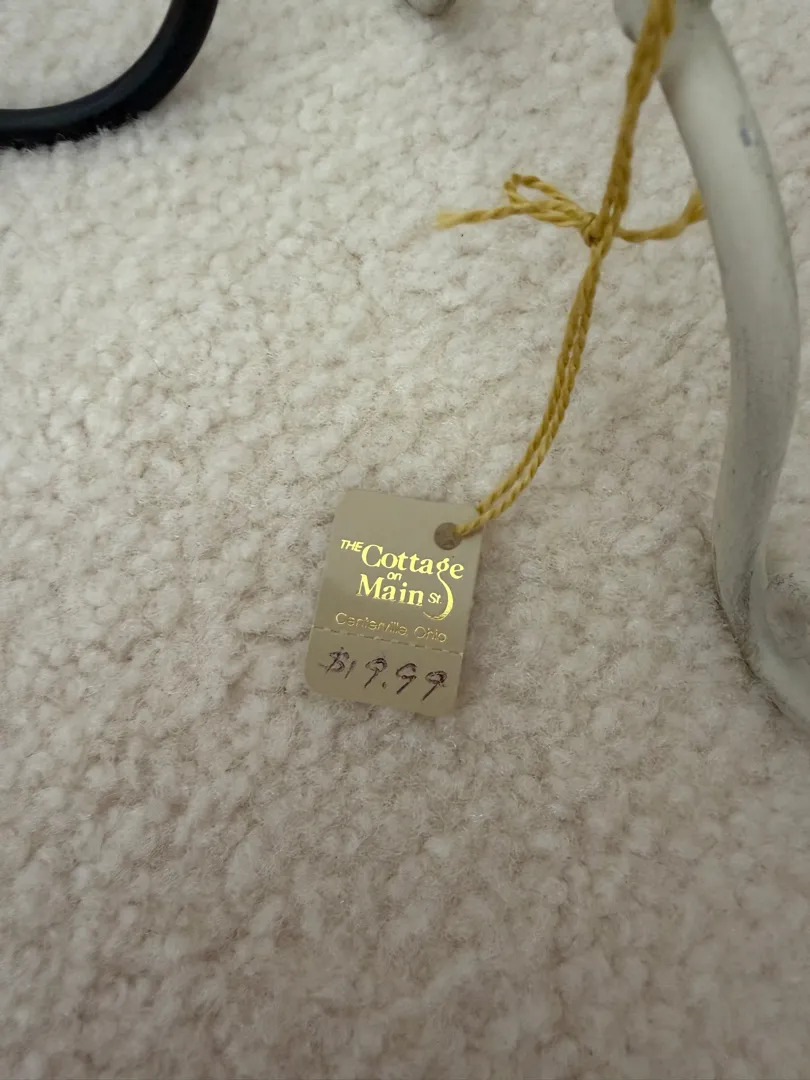 THE Cottage
on
Main St.
Centerville, Ohio
$19.99